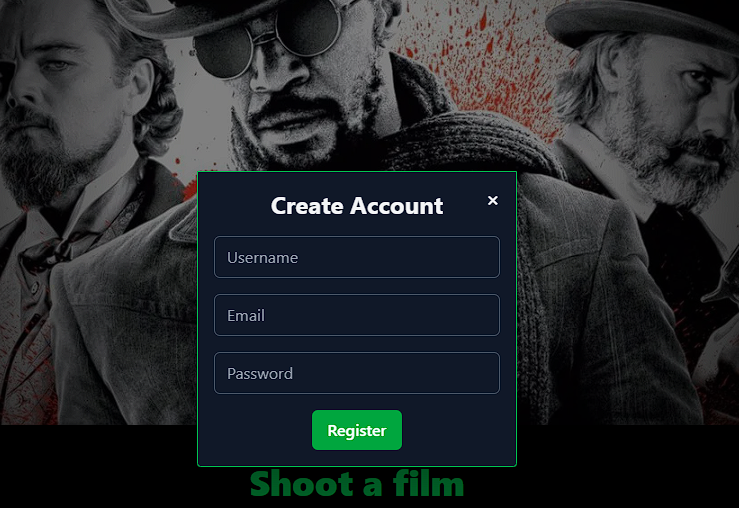 Create Account
×
Username
Email
Password
Register
Shoot a film